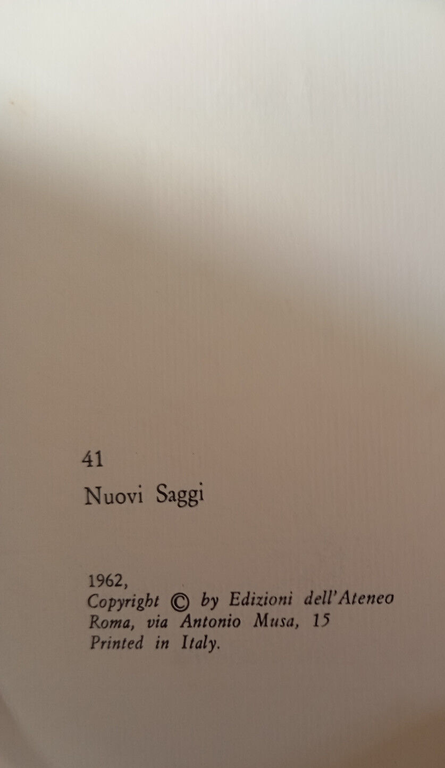 41
Nuovi Saggi
1962,
Copyright © by Edizioni dell'Ateneo
Roma, via Antonio Musa, 15
Printed in Italy.